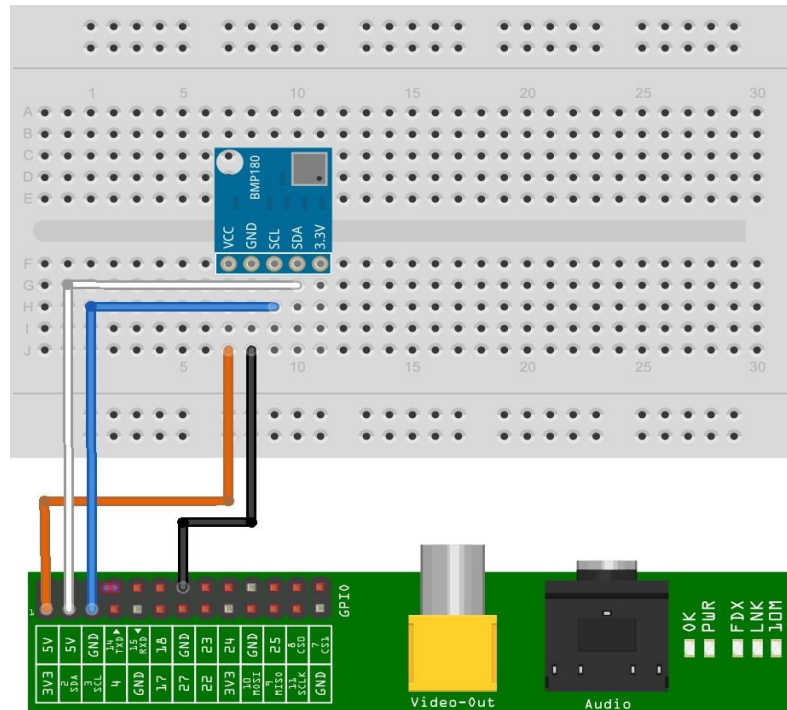 1 5 10 15 20 25 30
A
B
C
D
E
BMP180
VCC GND SCL SDA 3.3V
F
G
H
I
J
5 10 15 20 25 30
1
GPIO
5V 5V GND 14 TXD 15 RXD 18 GND 23 24 GND 25 8 CS0 7 CS1
3V3 2 SDA 3 SCL 4 GND 17 27 22 3V3 10 MOSI 9 MISO 11 SCLK GND
Video-Out
Audio
OK
PWR
FDX
LNK
10M